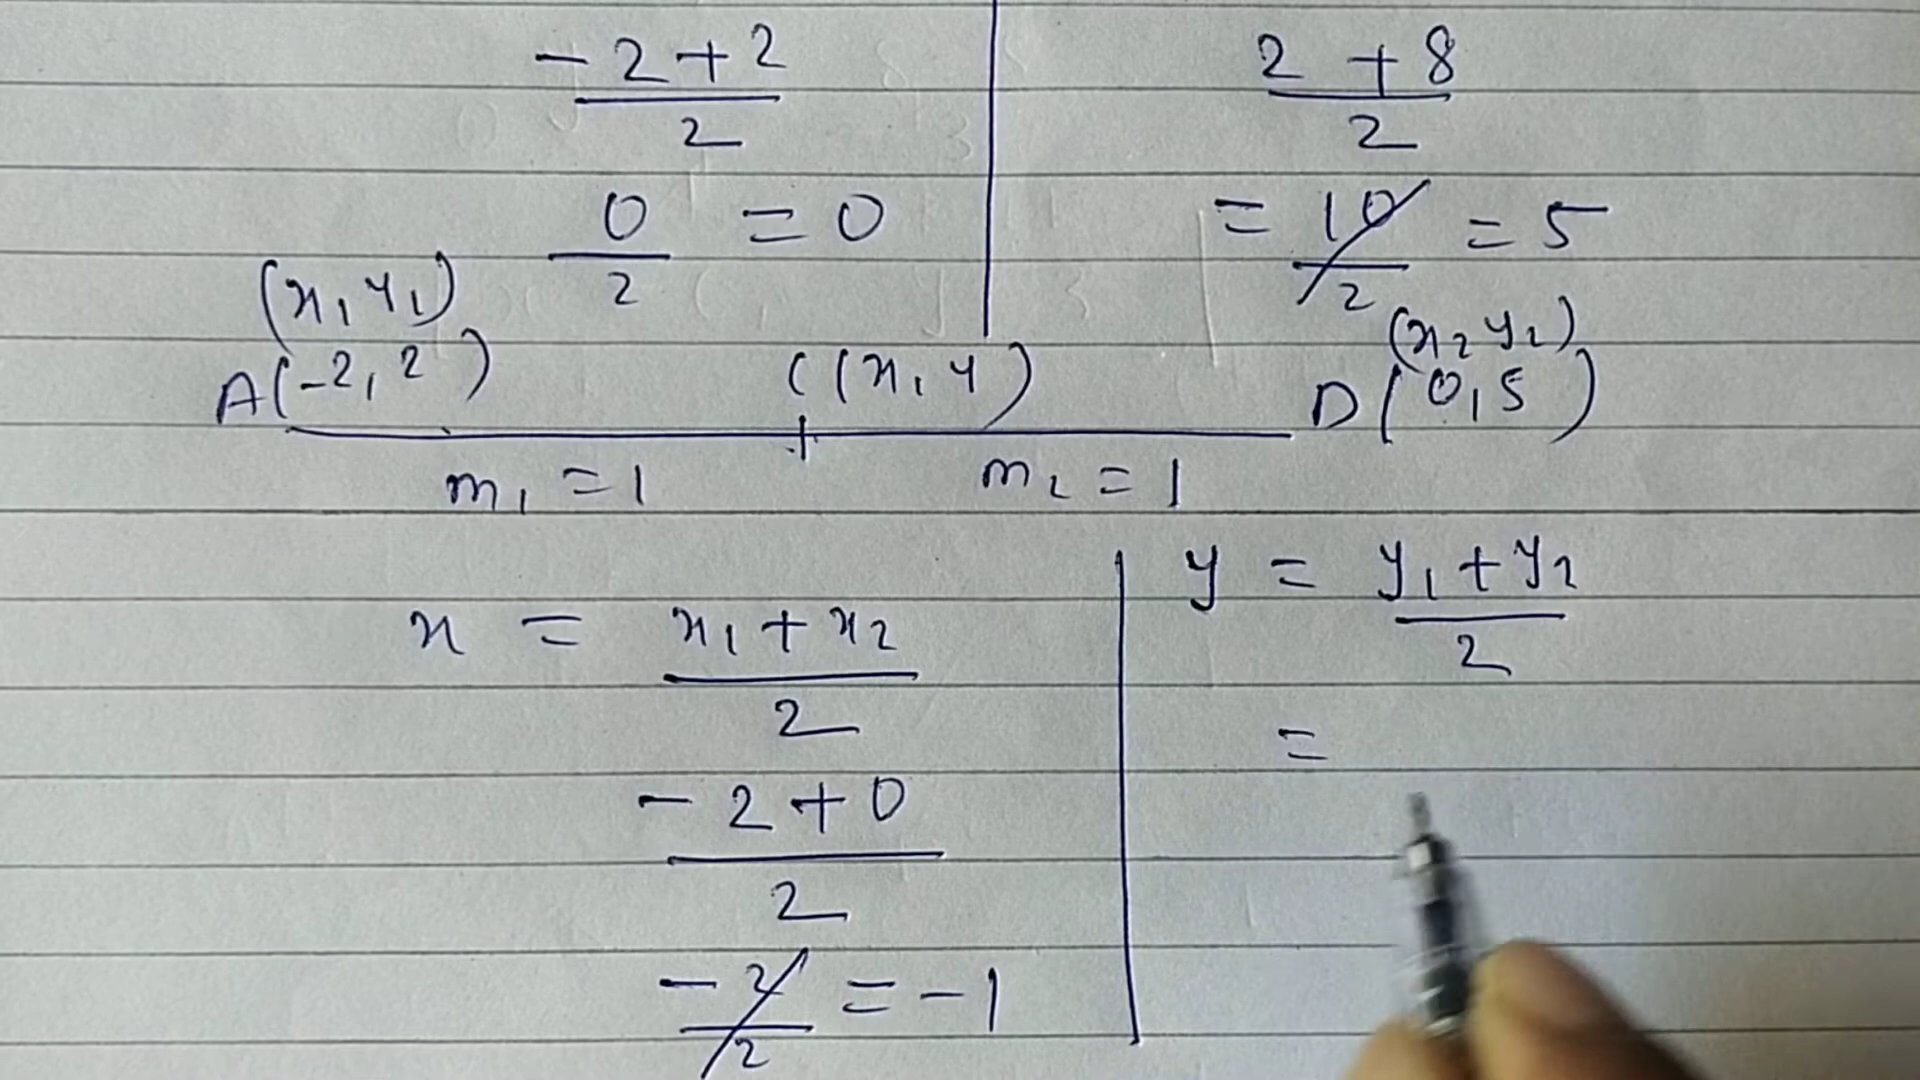 -2+2 / 2
0/2 = 0
2+8 / 2
= 10/2 = 5
(x1 y1)
A(-2, 2)
C(x, y)
(x2 y2)
D(0, 5)
m1 = 1
m2 = 1
x = x1+x2 / 2
-2+0 / 2
-2/2 = -1
y = y1+y2 / 2
=